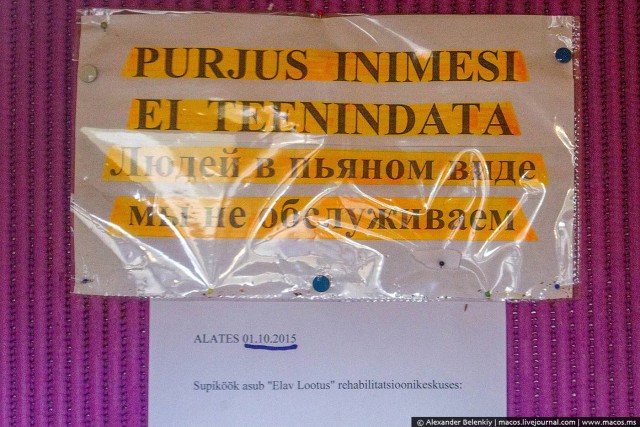 PURJUS INIMESI
EI TEENINDATA
Людей в пьяном виде
мы не обслуживаем
ALATES 01.10.2015
Supiköök asub "Elav Lootus" rehabilitatsioonikeskuses:
© Alexander Belenkiy | macos.livejournal.com | www.macos.ms